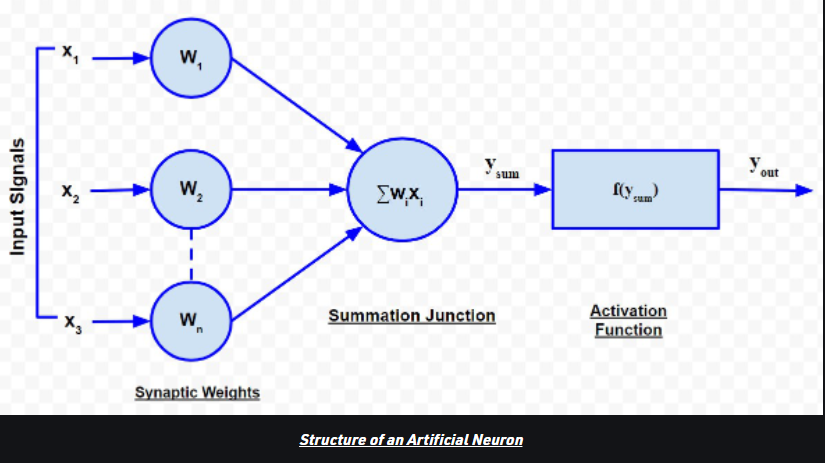 Input Signals
X1
W1
X2
W2
X3
Wn
∑WiXi
ysum
f(ysum)
yout
Synaptic Weights
Summation Junction
Activation
Function
Structure of an Artificial Neuron